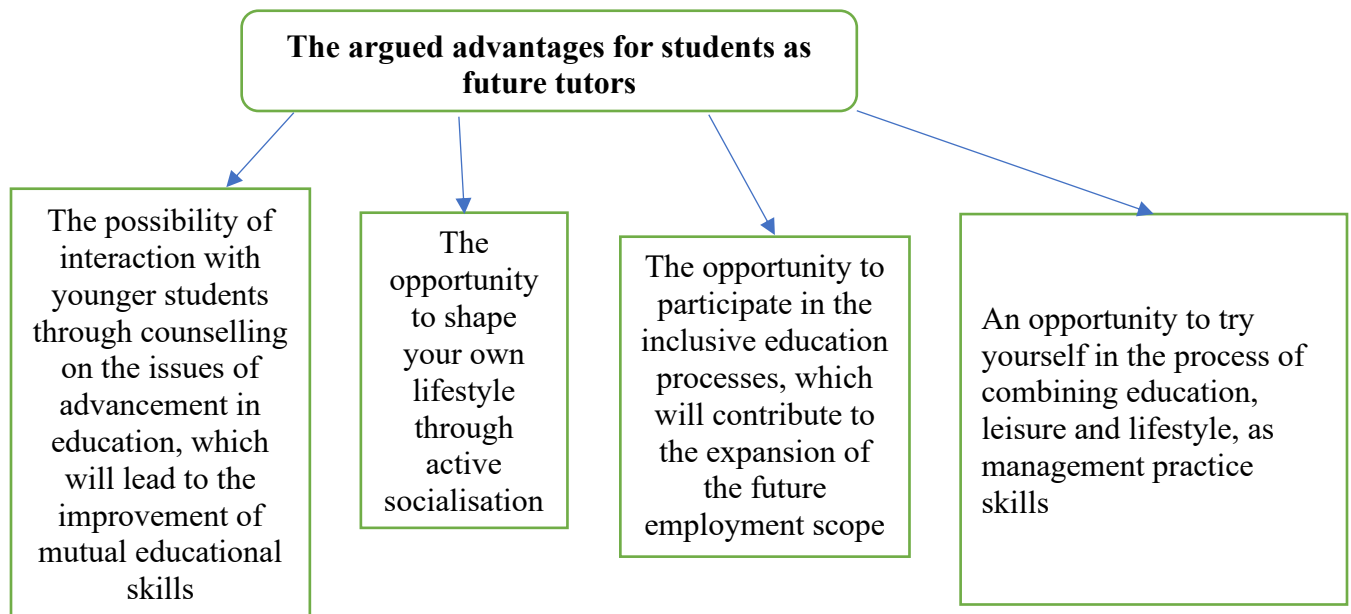 The argued advantages for students as
future tutors
The possibility of
interaction with
younger students
through counselling
on the issues of
advancement in
education, which
will lead to the
improvement of
mutual educational
skills
The
opportunity
to shape
your own
lifestyle
through
active
socialisation
The opportunity to
participate in the
inclusive education
processes, which
will contribute to
the expansion of
the future
employment scope
An opportunity to try
yourself in the process of
combining education,
leisure and lifestyle, as
management practice
skills